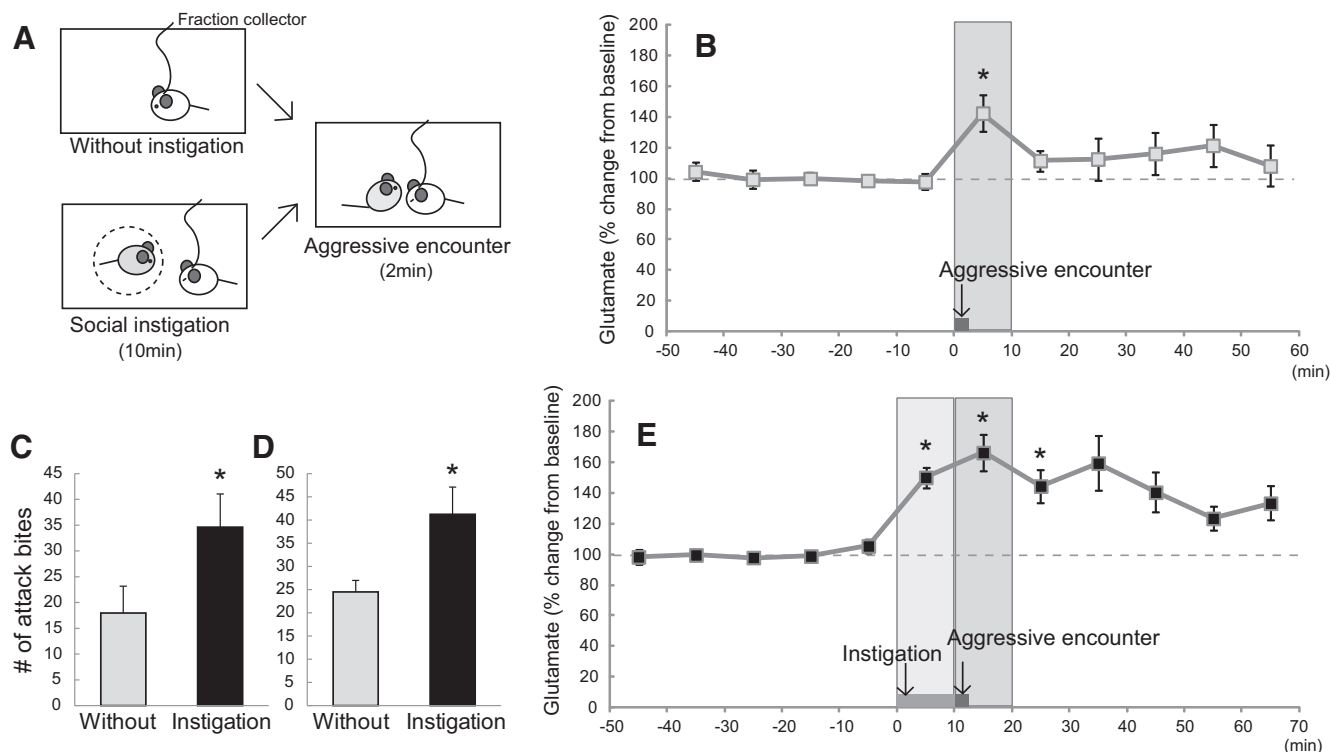 A
Fraction collector
Without instigation
Social instigation
(10min)
Aggressive encounter
(2min)
B
Glutamate (% change from baseline)
200
180
160
140
120
100
80
60
40
20
0
*
Aggressive encounter
-50 -40 -30 -20 -10 0 10 20 30 40 50 60
(min)
C
# of attack bites
45
40
35
30
25
20
15
10
5
0
*
Without Instigation
D
50
45
40
35
30
25
20
15
10
5
0
*
Without Instigation
E
Glutamate (% change from baseline)
200
180
160
140
120
100
80
60
40
20
0
* * *
Instigation
Aggressive encounter
-50 -40 -30 -20 -10 0 10 20 30 40 50 60 70
(min)